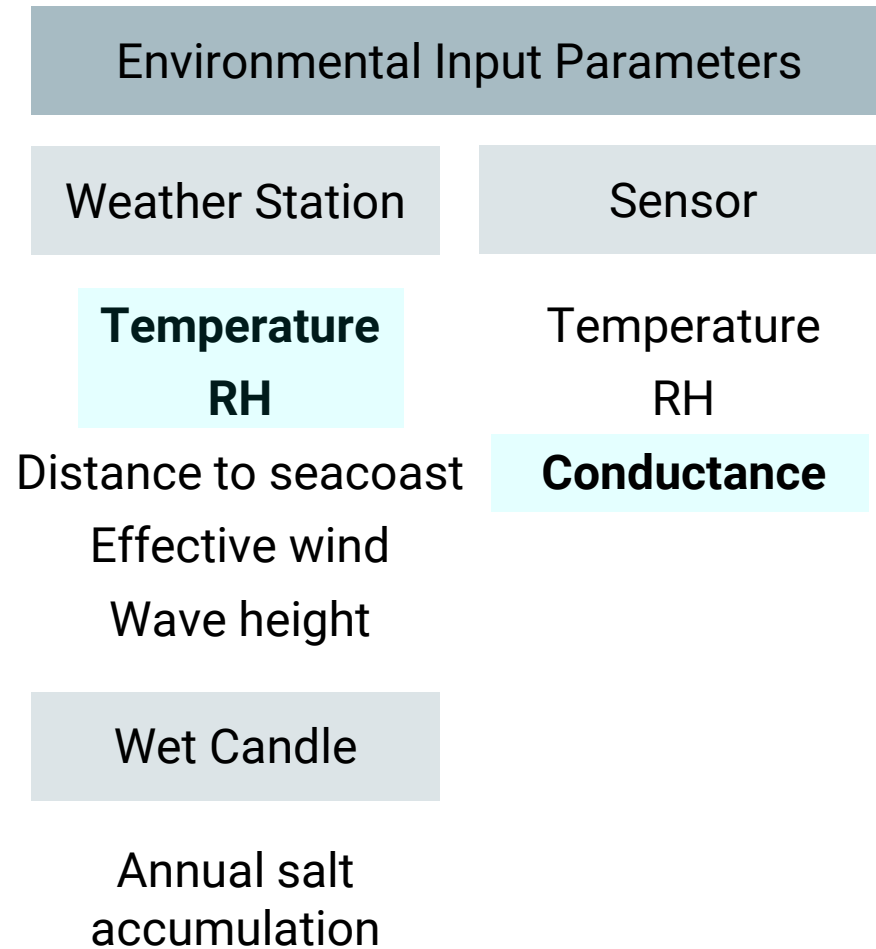 Environmental Input Parameters
Weather Station
Temperature
RH
Distance to seacoast
Effective wind
Wave height
Wet Candle
Annual salt
accumulation
Sensor
Temperature
RH
Conductance